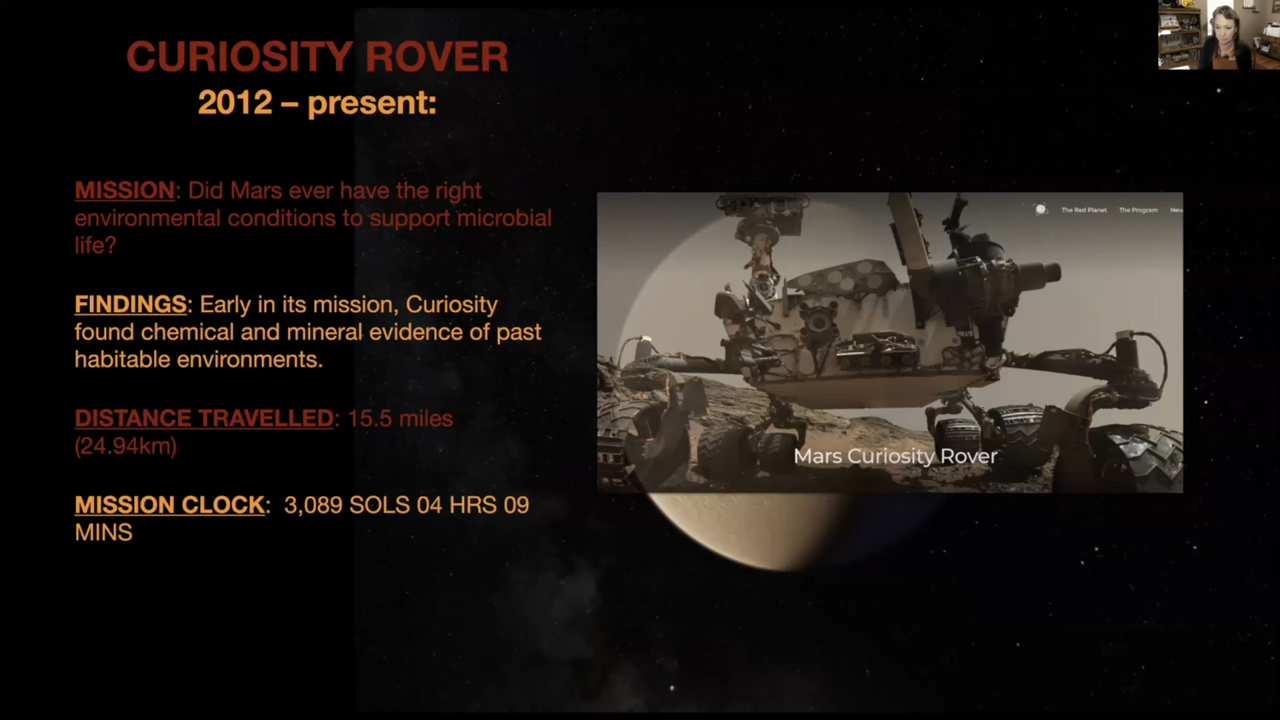 CURIOSITY ROVER
2012 – present:
MISSION: Did Mars ever have the right
environmental conditions to support microbial
life?
FINDINGS: Early in its mission, Curiosity
found chemical and mineral evidence of past
habitable environments.
DISTANCE TRAVELLED: 15.5 miles
(24.94km)
MISSION CLOCK:  3,089 SOLS 04 HRS 09
MINS
The Red Planet The Program New
Mars Curiosity Rover